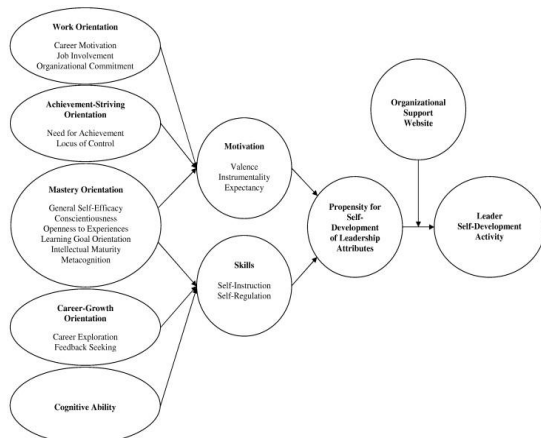 Work Orientation
Career Motivation
Job Involvement
Organizational Commitment
Achievement-Striving
Orientation
Need for Achievement
Locus of Control
Mastery Orientation
General Self-Efficacy
Conscientiousness
Openness to Experiences
Learning Goal Orientation
Intellectual Maturity
Metacognition
Career-Growth
Orientation
Career Exploration
Feedback Seeking
Cognitive Ability
Motivation
Valence
Instrumentality
Expectancy
Skills
Self-Instruction
Self-Regulation
Propensity for
Self-
Development
of Leadership
Attributes
Organizational
Support
Website
Leader
Self-Development
Activity